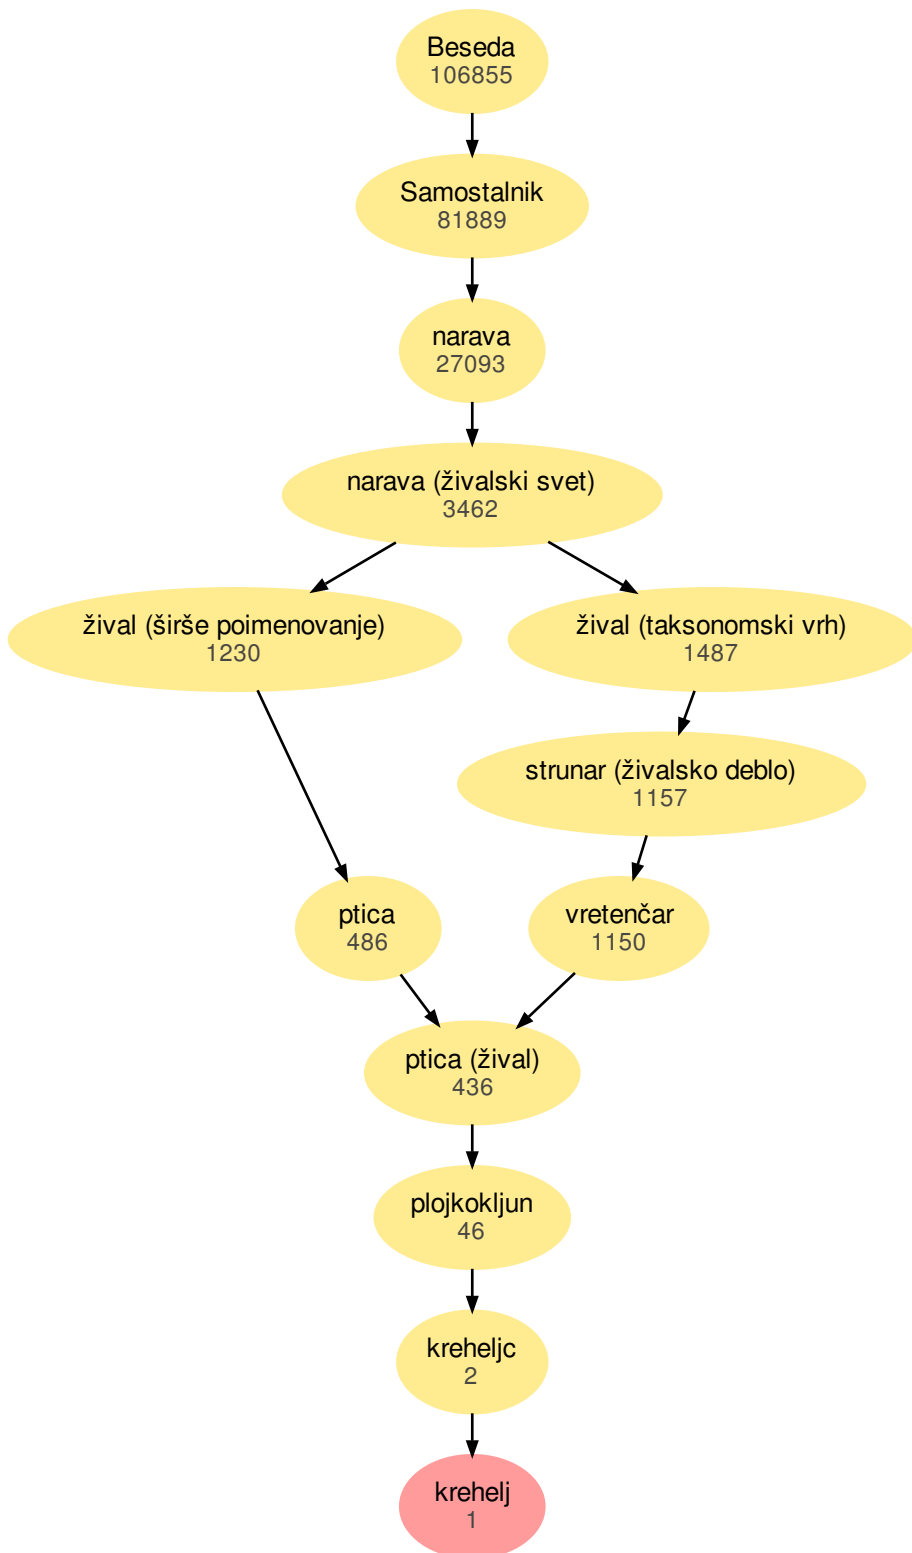 Beseda
106855
Samostalnik
81889
narava
27093
narava (živalski svet)
3462
žival (širše poimenovanje)
1230
žival (taksonomski vrh)
1487
strunar (živalsko deblo)
1157
ptica
486
vretenčar
1150
ptica (žival)
436
plojkokljun
46
kreheljc
2
krehelj
1